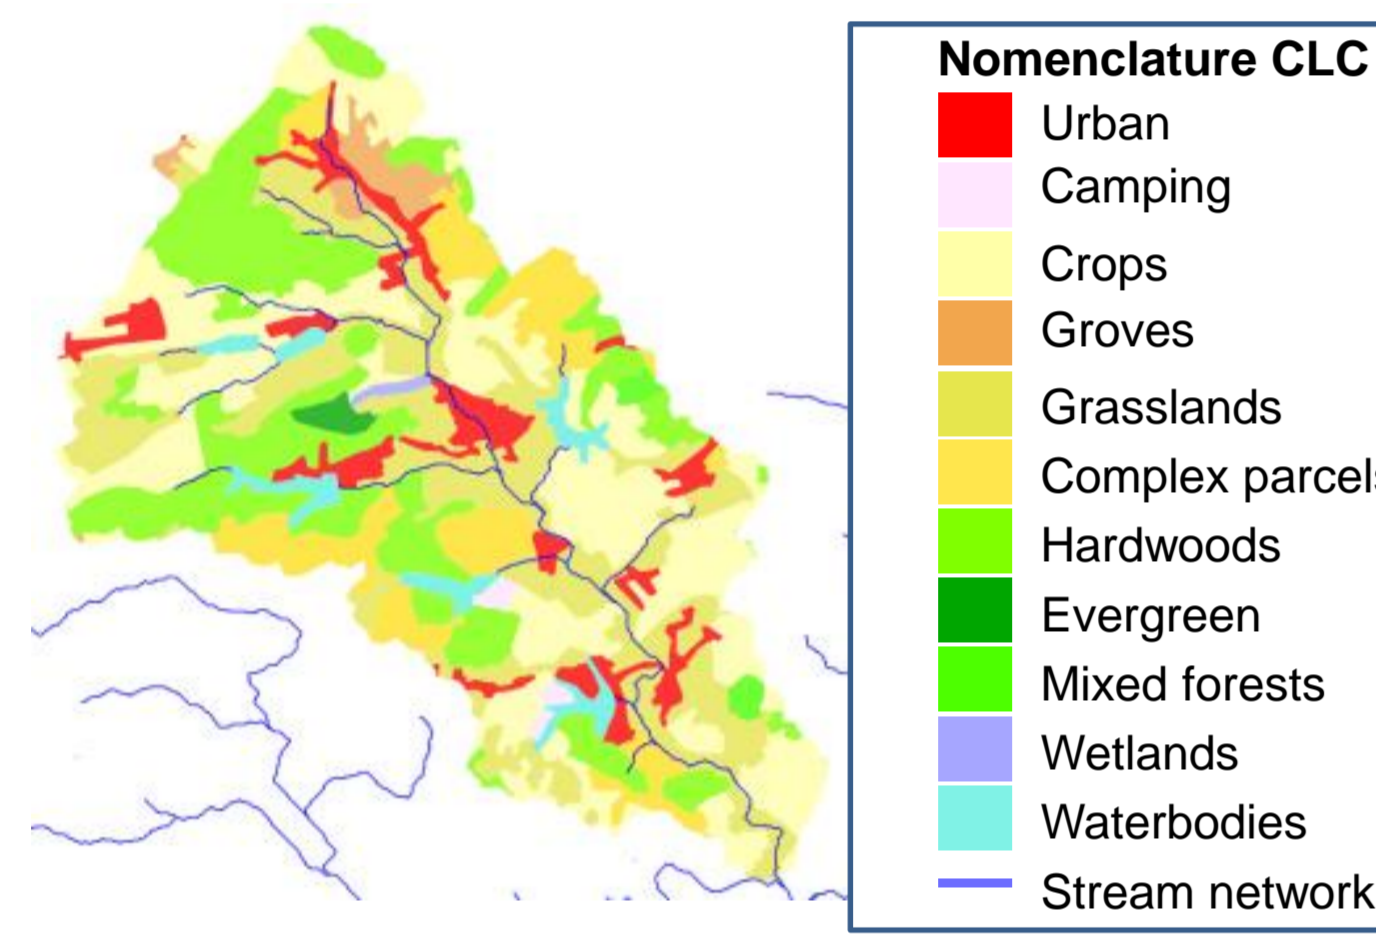 Nomenclature CLC
Urban
Camping
Crops
Groves
Grasslands
Complex parcels
Hardwoods
Evergreen
Mixed forests
Wetlands
Waterbodies
Stream network